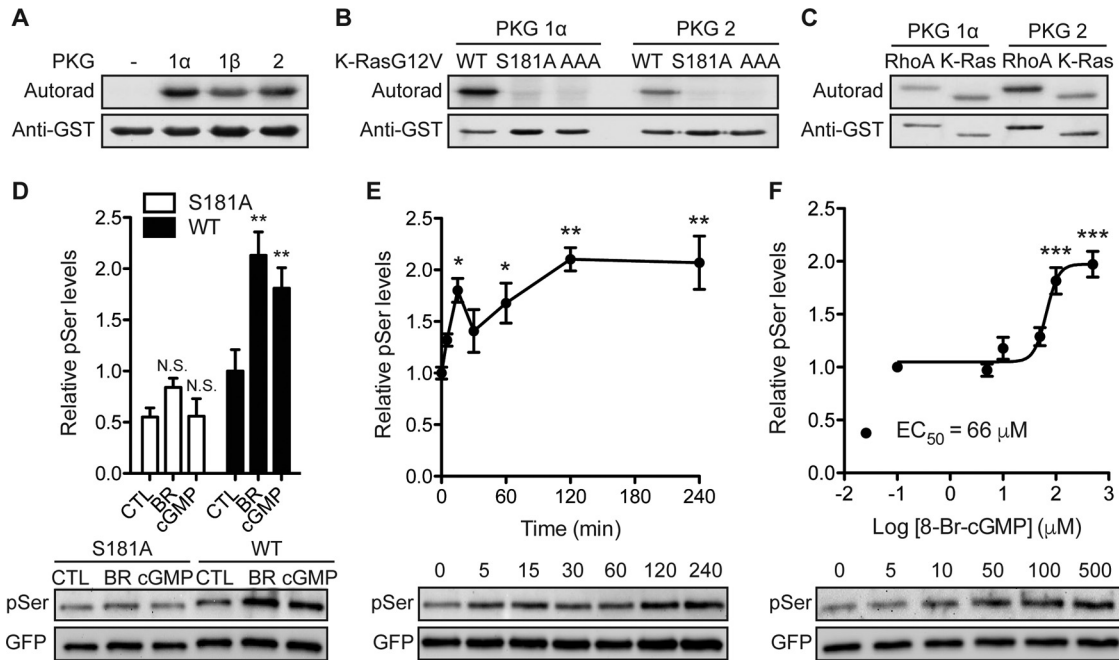 A
PKG - 1α 1β 2
Autorad
Anti-GST
B
PKG 1α PKG 2
K-RasG12V WT S181A AAA WT S181A AAA
Autorad
Anti-GST
C
PKG 1α PKG 2
RhoA K-Ras RhoA K-Ras
Autorad
Anti-GST
D
S181A
WT
Relative pSer levels
2.5
2.0
1.5
1.0
0.5
0.0
N.S.
N.S.
**
**
CTL BR cGMP CTL BR cGMP
S181A WT
CTL BR cGMP CTL BR cGMP
pSer
GFP
E
Relative pSer levels
2.5
2.0
1.5
1.0
0.5
0.0
* * ** **
0 60 120 180 240
Time (min)
0 5 15 30 60 120 240
pSer
GFP
F
Relative pSer levels
2.5
2.0
1.5
1.0
0.5
0.0
*** ***
EC50 = 66 μM
-2 -1 0 1 2 3
Log [8-Br-cGMP] (μM)
0 5 10 50 100 500
pSer
GFP